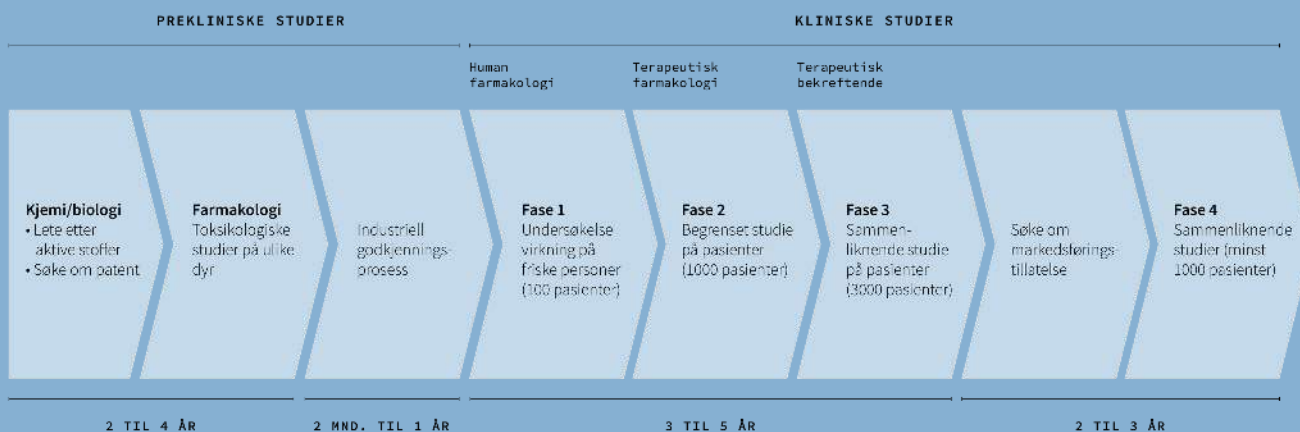 PREKLINISKE STUDIER
KLINISKE STUDIER
Human
farmakologi
Terapeutisk
farmakologi
Terapeutisk
bekreftende
Kjemi/biologi
• Lete etter
aktive stoffer
• Søke om patent
Farmakologi
Toksikologiske
studier på ulike
dyr
Industriell
godkjennings-
prosess
Fase 1
Undersøkelse
virkning på
friske personer
(100 pasienter)
Fase 2
Begrenset studie
på pasienter
(1000 pasienter)
Fase 3
Sammen-
liknende studie
på pasienter
(3000 pasienter)
Søke om
markedsførings-
tillatelse
Fase 4
Sammenliknende
studier (minst
1000 pasienter)
2 TIL 4 ÅR
2 MND. TIL 1 ÅR
3 TIL 5 ÅR
2 TIL 3 ÅR